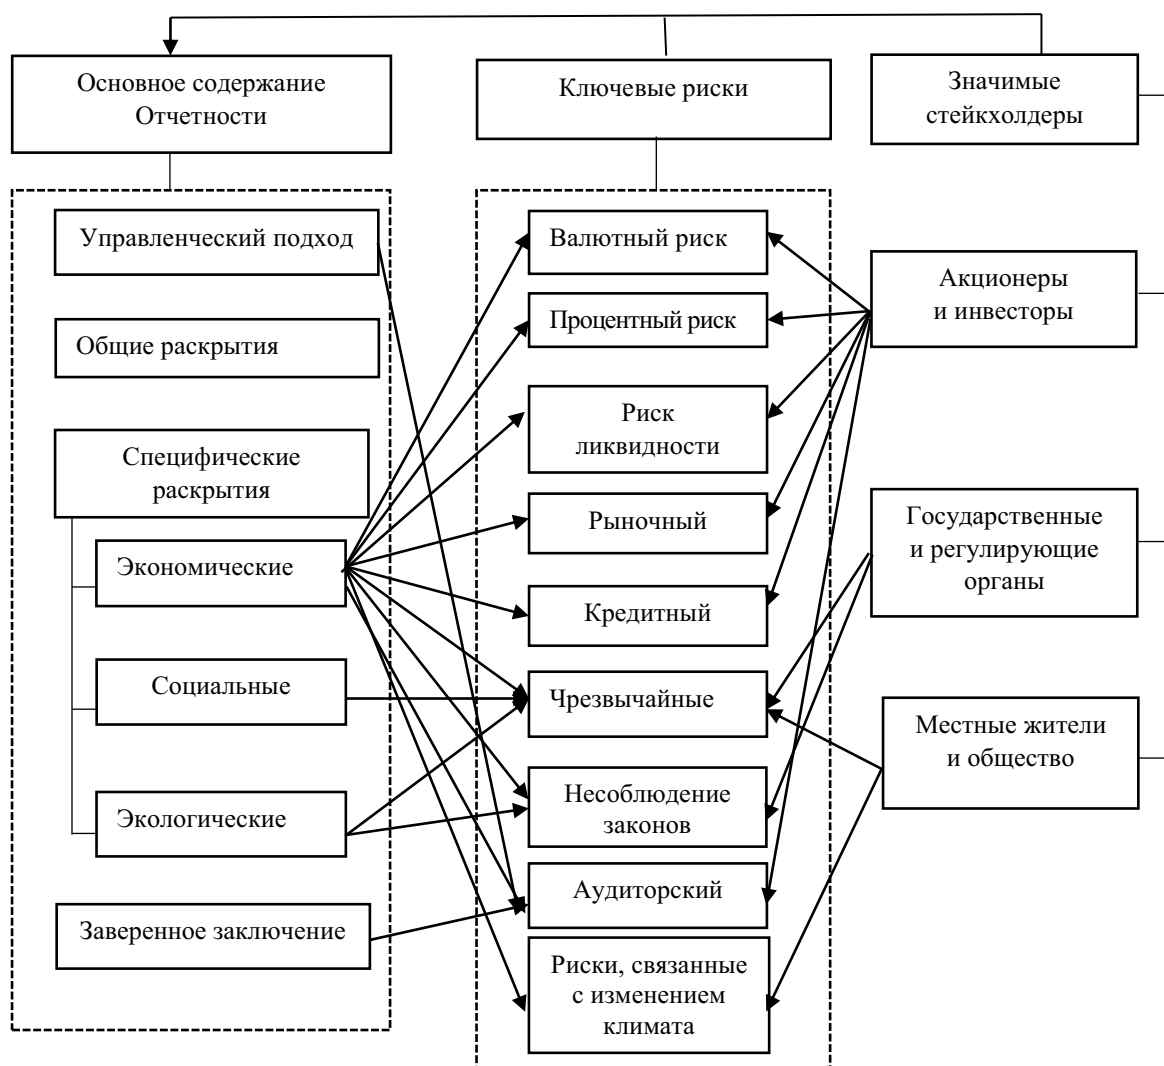 Основное содержание
Отчетности
Ключевые риски
Значимые
стейкхолдеры
Управленческий подход
Общие раскрытия
Специфические
раскрытия
Экономические
Социальные
Экологические
Заверенное заключение
Валютный риск
Процентный риск
Риск
ликвидности
Рыночный
Кредитный
Чрезвычайные
Несоблюдение
законов
Аудиторский
Риски, связанные
с изменением
климата
Акционеры
и инвесторы
Государственные
и регулирующие
органы
Местные жители
и общество